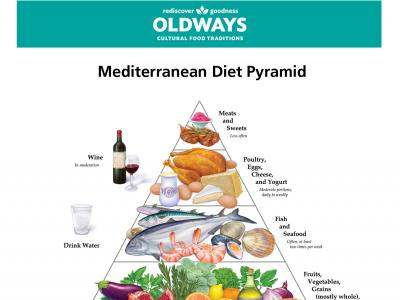 rediscover goodness
OLDWAYS
CULTURAL FOOD TRADITIONS
Mediterranean Diet Pyramid
Meats
and
Sweets
Less often
Wine
In moderation
Poultry,
Eggs,
Cheese,
and Yogurt
Moderate portions,
daily to weekly
Fish
and
Seafood
Often, at least
two times per week
Drink Water
Fruits,
Vegetables,
Grains
(mostly whole),